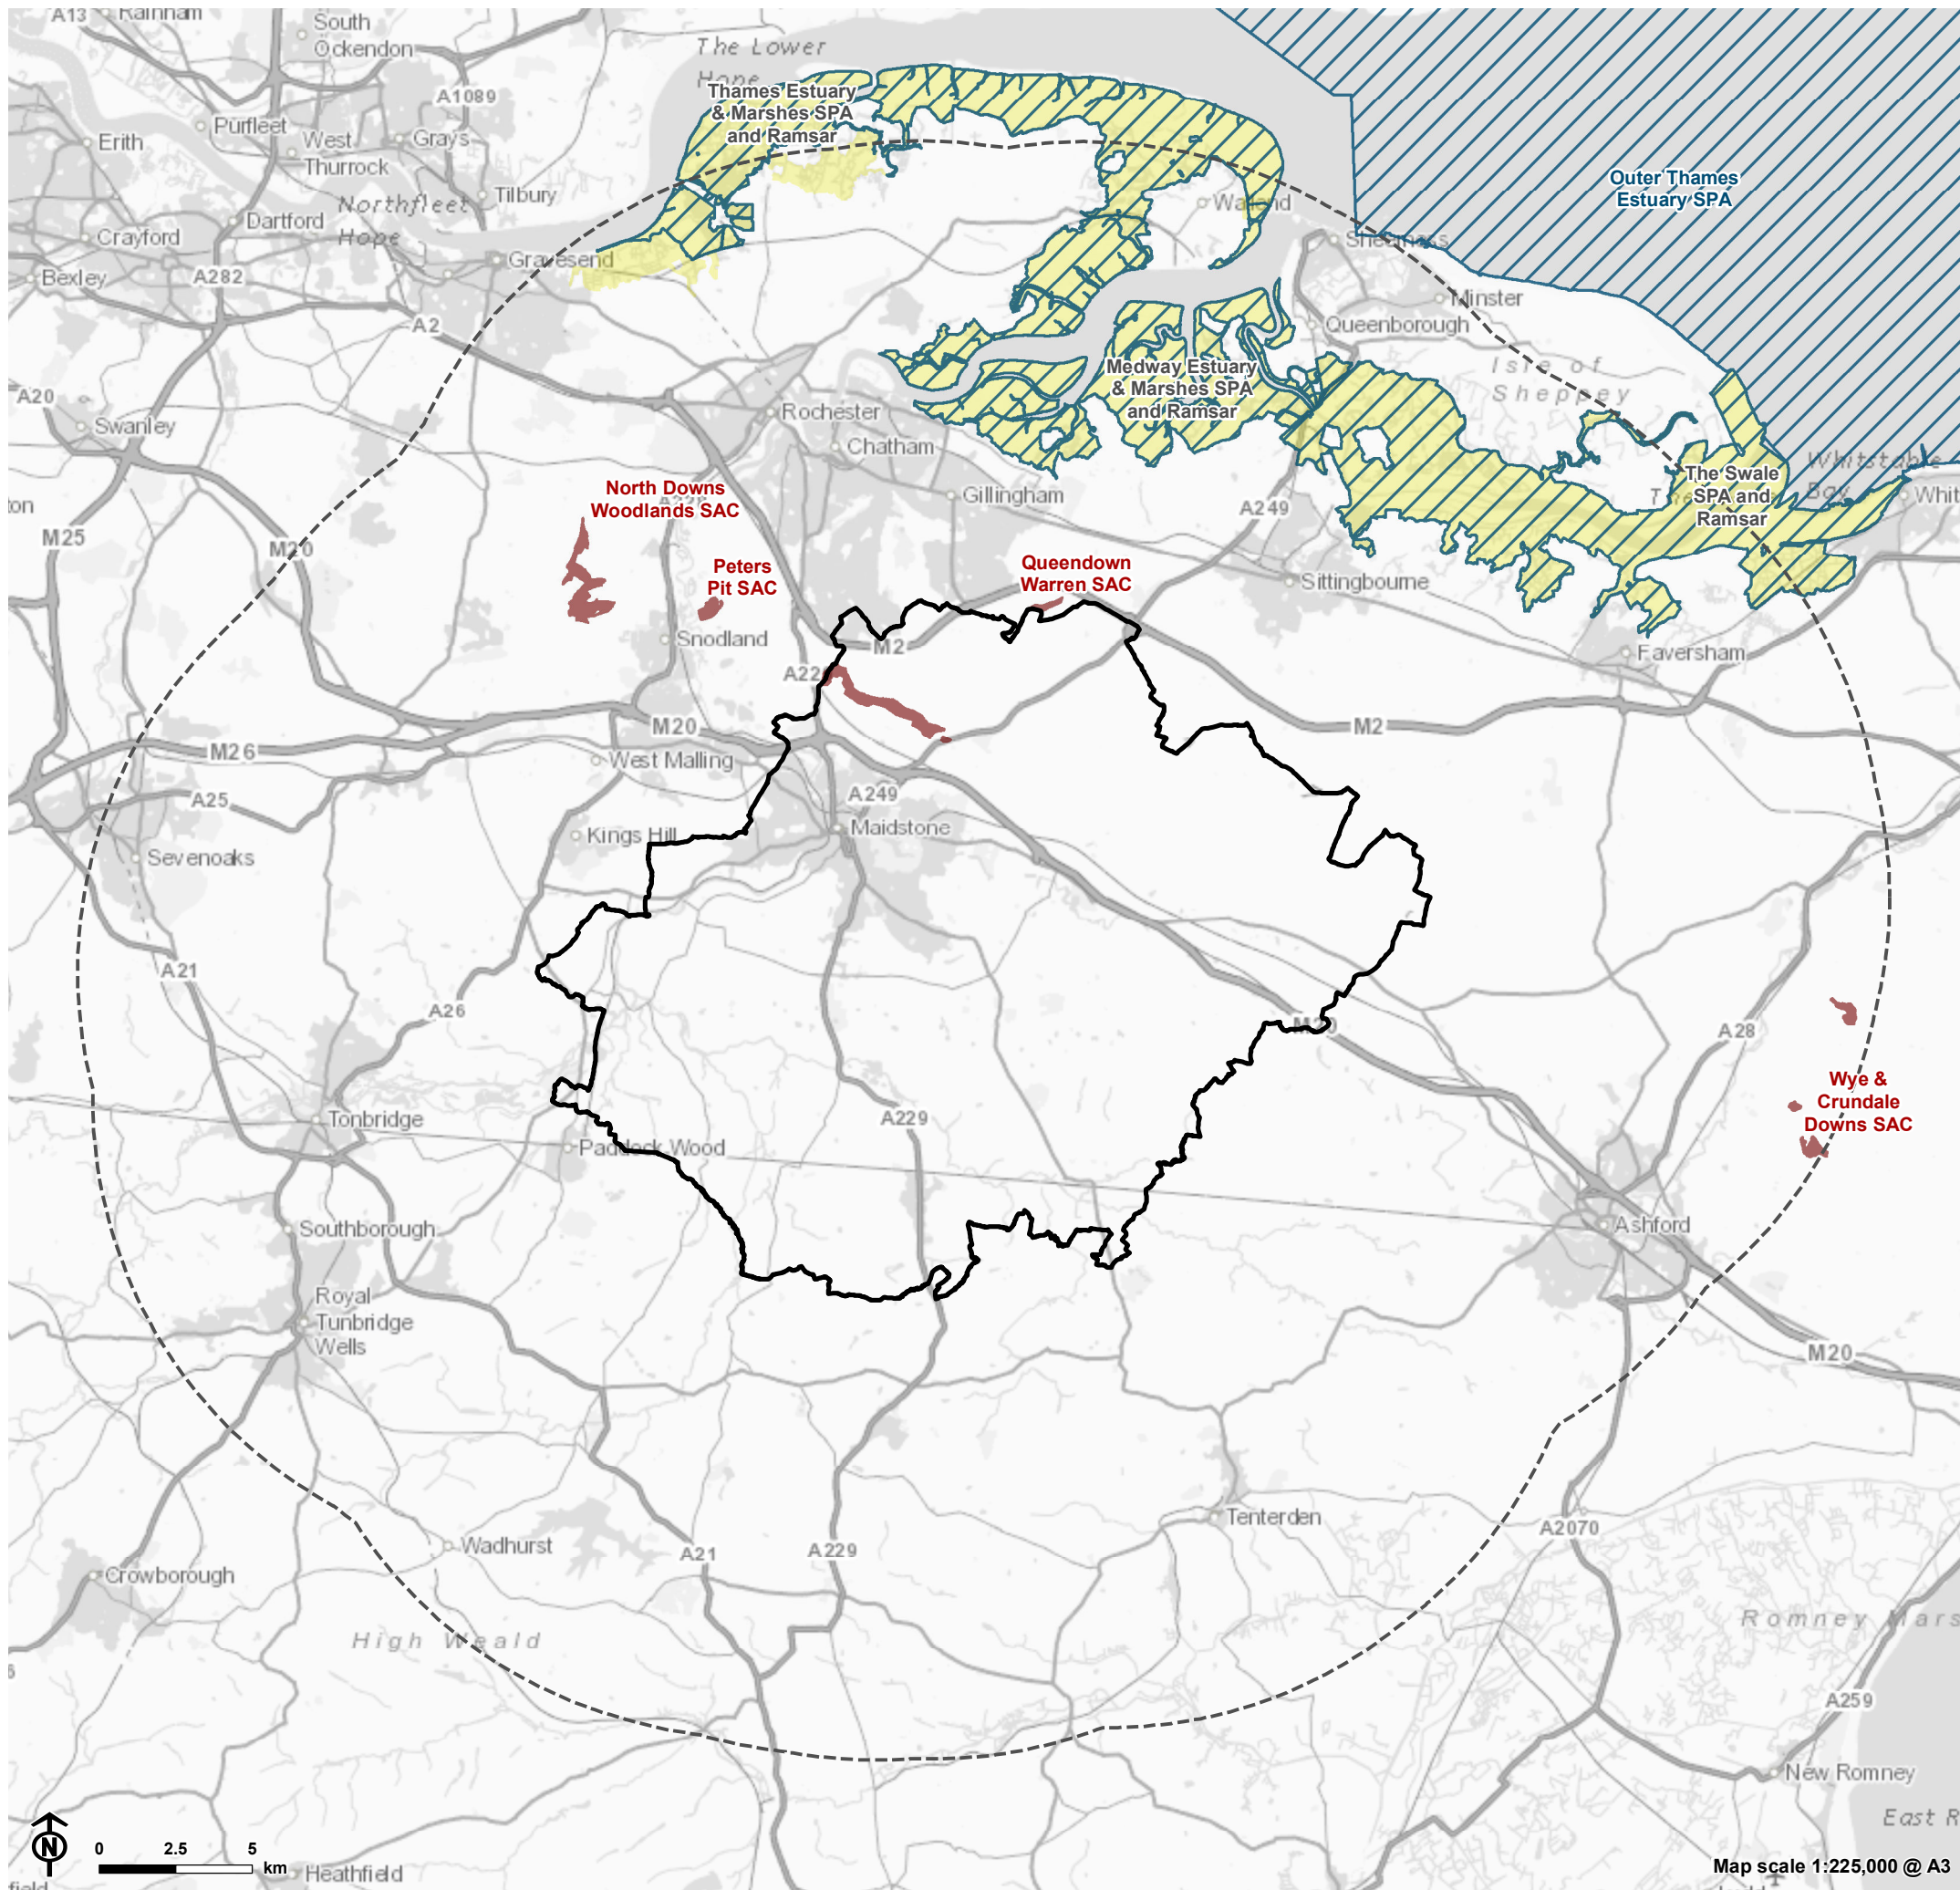 A13
Rainham
South
Ockendon
The Lower
Hope
A1089
Thames Estuary
& Marshes SPA
and Ramsar
Purfleet
Erith
West
Thurrock
Grays
Outer Thames
Estuary SPA
Tilbury
Northfleet
Hope
Dartford
Crayford
Sheerness
Gravesend
Bexley
A282
Minster
A2
Queenborough
Medway Estuary
& Marshes SPA
and Ramsar
Isle of
Sheppey
A20
Swanley
Rochester
Chatham
Whitstable
Bay
The Swale
SPA and
Ramsar
North Downs
Woodlands SAC
Gillingham
A249
M25
M20
Peters
Pit SAC
Queendown
Warren SAC
Sittingbourne
Snodland
M2
Faversham
A229
M20
M2
M26
West Malling
A25
A249
Kings Hill
Maidstone
Sevenoaks
A21
A26
M20
A28
Wye &
Crundale
Downs SAC
Tonbridge
A229
Paddock Wood
Southborough
Ashford
Royal
Tunbridge
Wells
M20
Tenterden
A2070
Wadhurst
A21
A229
Crowborough
High Weald
Romney Mars
A259
New Romney
East R
N
0 2.5 5
km
Heathfield
field
Map scale 1:225,000 @ A3